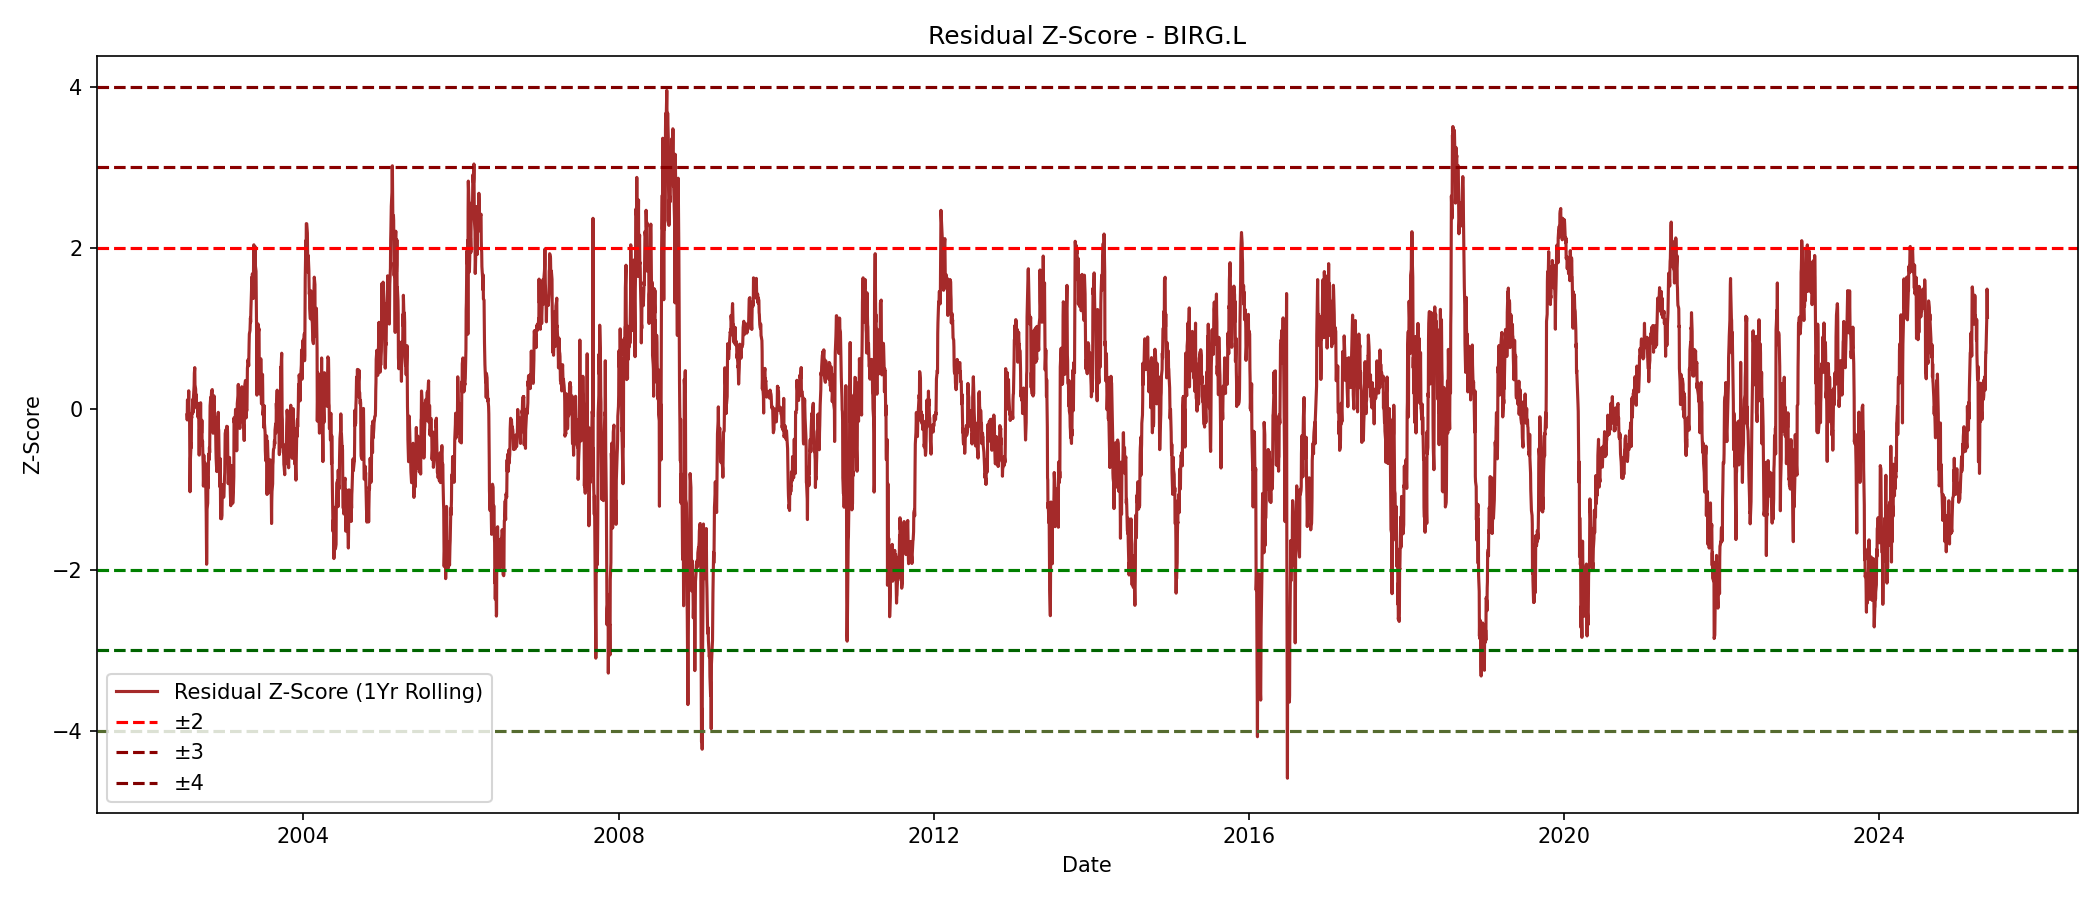 Residual Z-Score - BIRG.L
Z-Score
4
2
0
−2
−4
Residual Z-Score (1Yr Rolling)
±2
±3
±4
2004 2008 2012 2016 2020 2024
Date